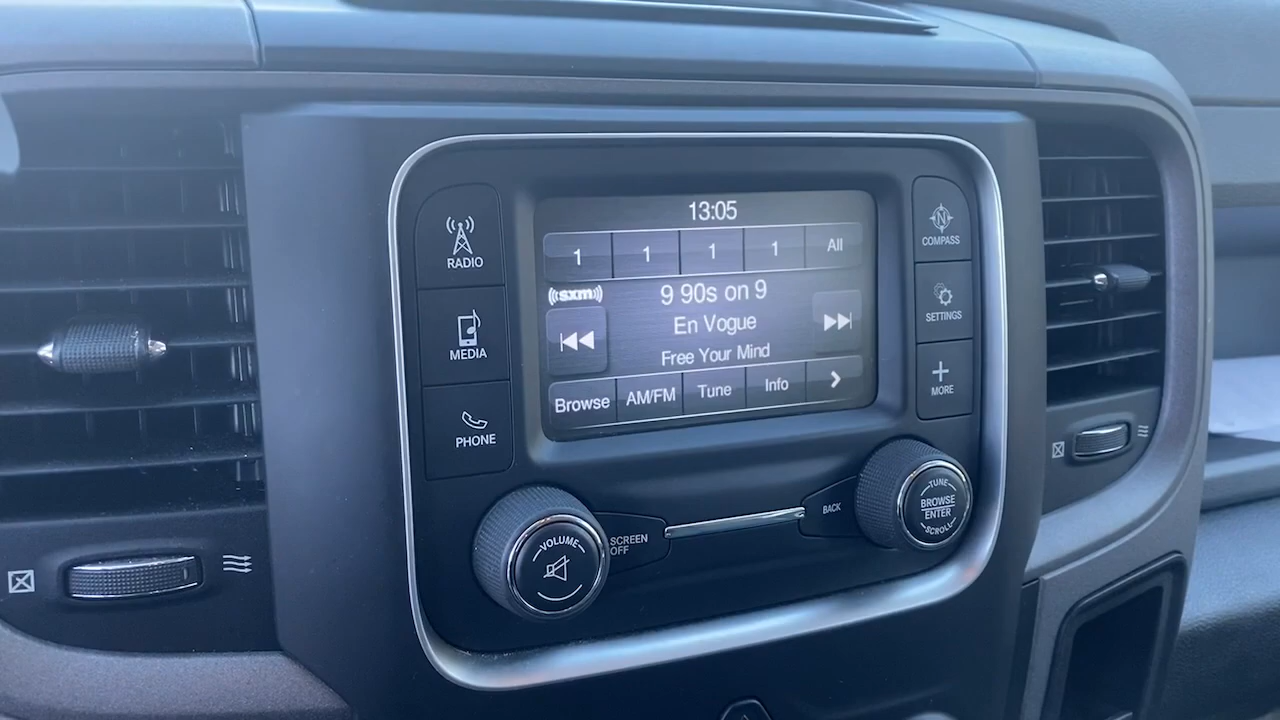 13:05
1 1 1 1 All
((sxm))
9 90s on 9
En Vogue
Free Your Mind
Browse AM/FM Tune Info
RADIO
MEDIA
PHONE
N
COMPASS
SETTINGS
MORE
VOLUME
SCREEN
OFF
BACK
TUNE
BROWSE
ENTER
SCROLL